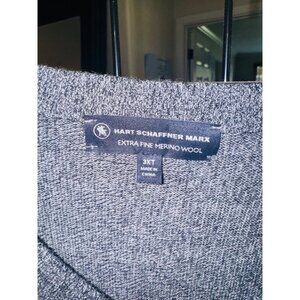 HART SCHAFFNER MARX
EXTRA FINE MERINO WOOL
3XT
MADE IN
CHINA